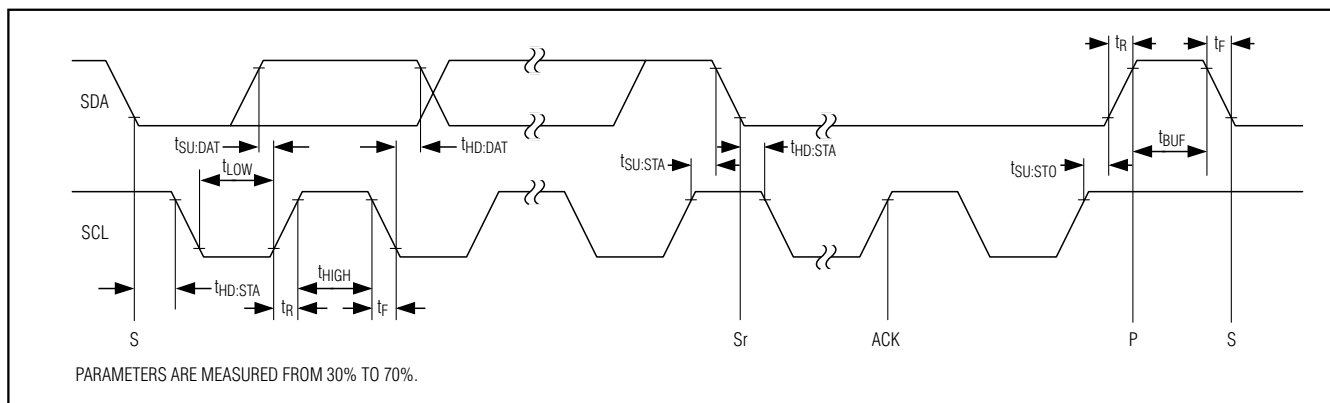 tR tF
SDA
tSU:DAT tHD:DAT tSU:STA tHD:STA tSU:STO tBUF
tLOW
SCL
tHD:STA tR tHIGH tF
S Sr ACK P S
PARAMETERS ARE MEASURED FROM 30% TO 70%.